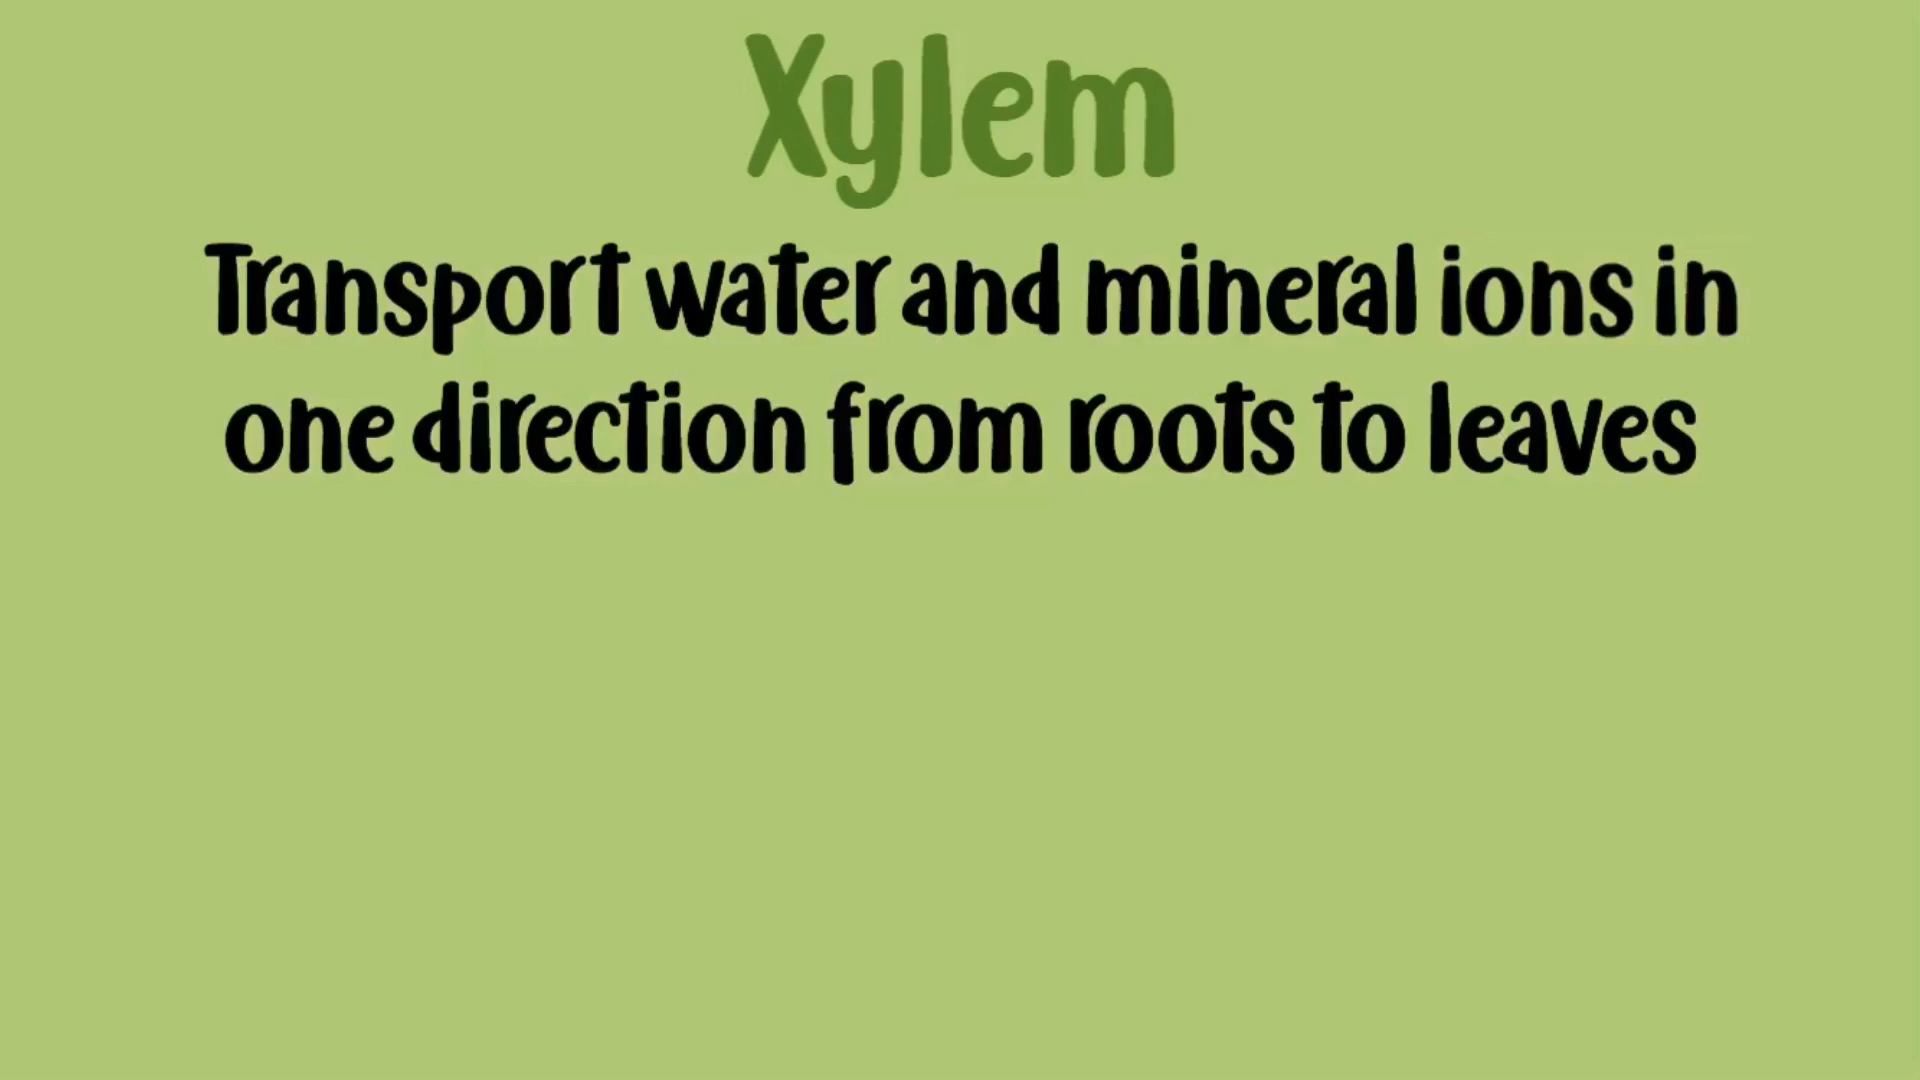 Xylem
Transport water and mineral ions in
one direction from roots to leaves